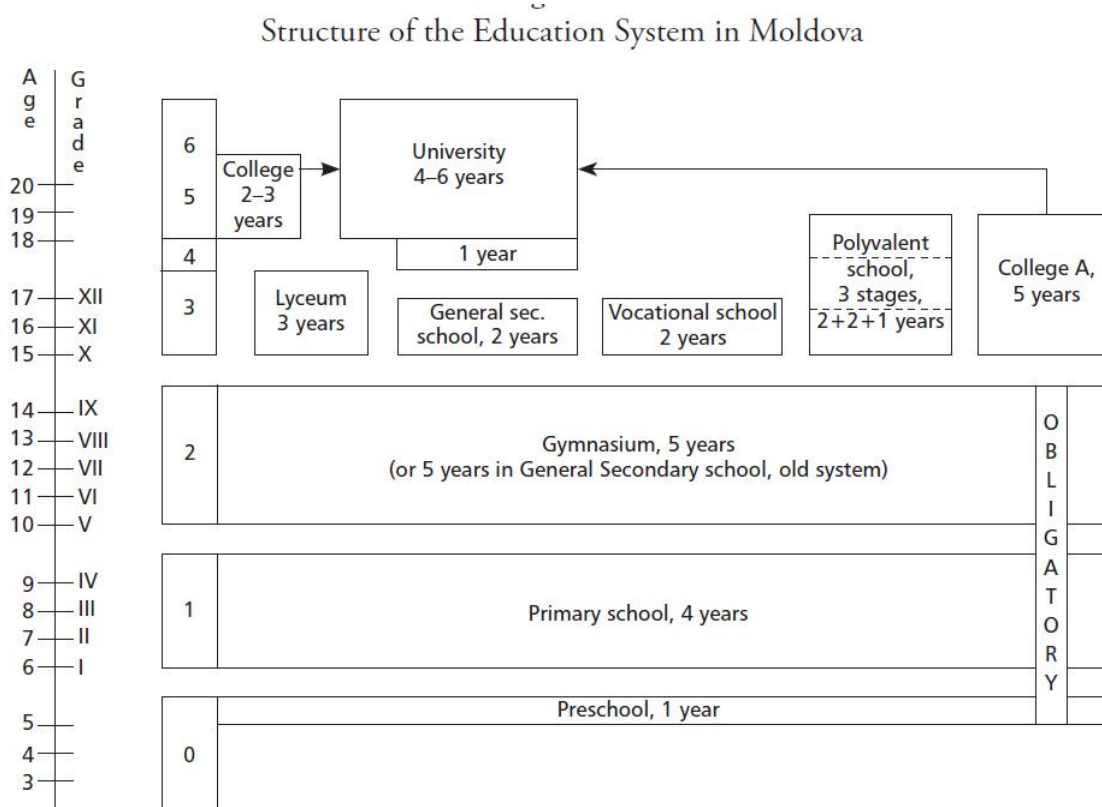 Structure of the Education System in Moldova
Age
Grade
6
University
4–6 years
College
2–3
years
5
20
19
18
4
1 year
Polyvalent
school,
3 stages,
2+2+1 years
College A,
5 years
17
XII
3
Lyceum
3 years
General sec.
school, 2 years
Vocational school
2 years
16
XI
15
X
14
IX
13
VIII
12
VII
11
VI
10
V
2
Gymnasium, 5 years
(or 5 years in General Secondary school, old system)
OBLIGATORY
9
IV
8
III
7
II
6
I
1
Primary school, 4 years
Preschool, 1 year
5
4
3
0